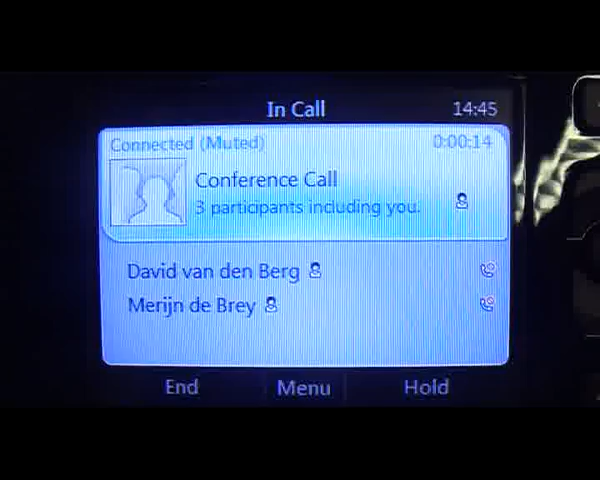 In Call 14:45
Connected (Muted) 0:00:14
Conference Call
3 participants including you.
David van den Berg
Merijn de Brey
End Menu Hold